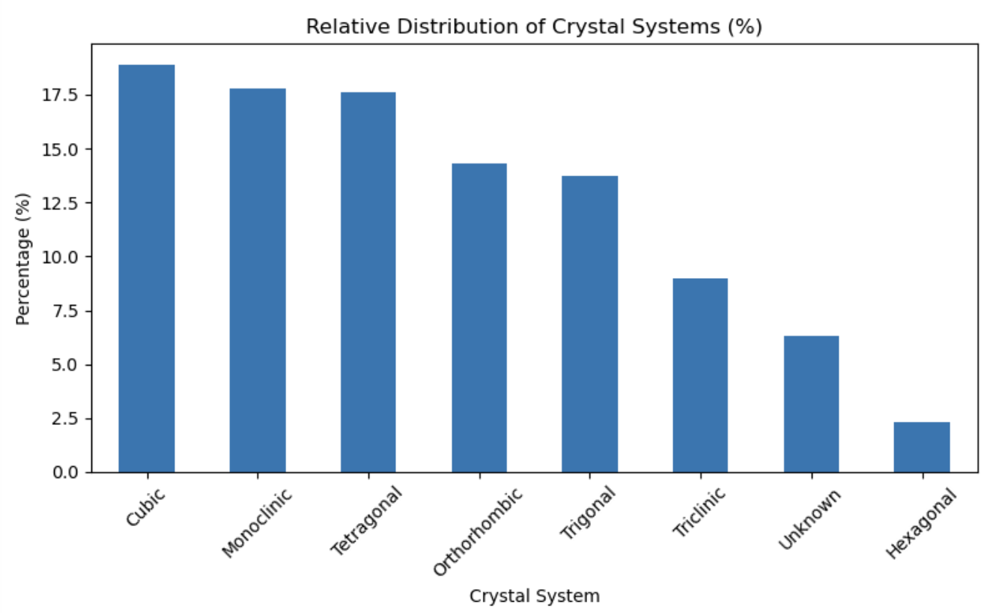 Relative Distribution of Crystal Systems (%)
Percentage (%)
17.5
15.0
12.5
10.0
7.5
5.0
2.5
0.0
Cubic
Monoclinic
Tetragonal
Orthorhombic
Trigonal
Triclinic
Unknown
Hexagonal
Crystal System